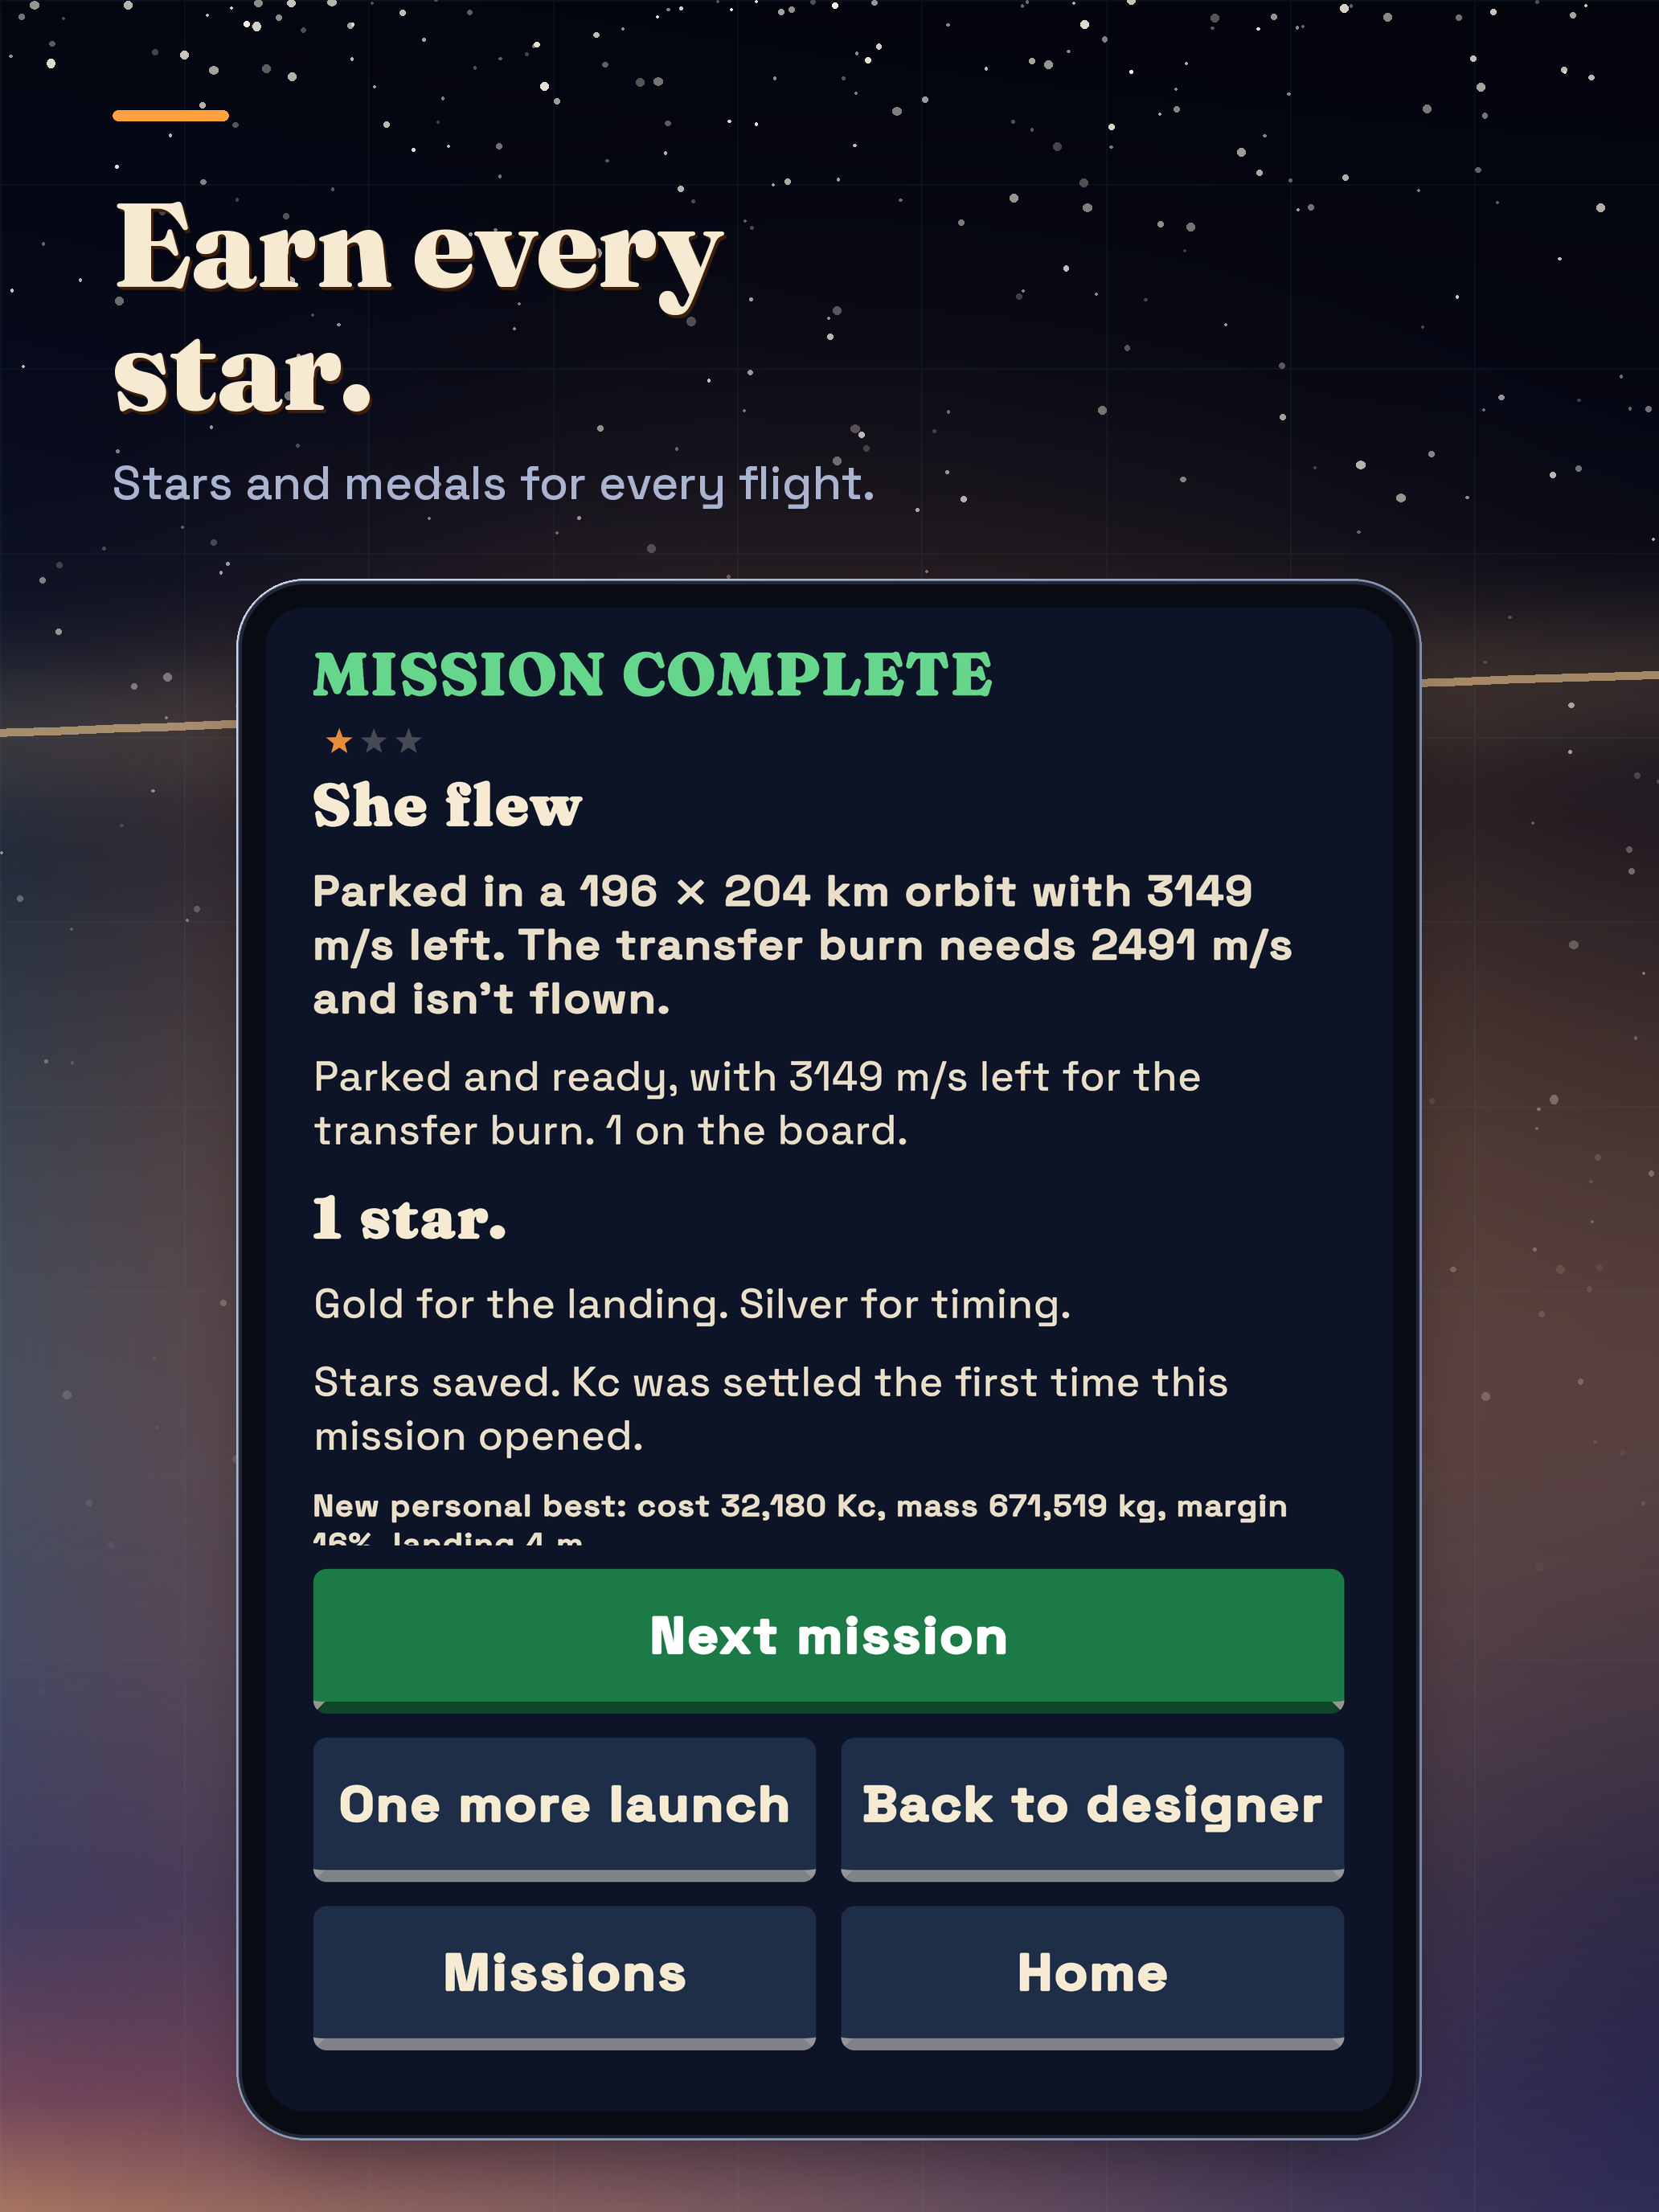 Earn every
star.
Stars and medals for every flight.
MISSION COMPLETE
She flew
Parked in a 196 × 204 km orbit with 3149
m/s left. The transfer burn needs 2491 m/s
and isn't flown.
Parked and ready, with 3149 m/s left for the
transfer burn. 1 on the board.
1 star.
Gold for the landing. Silver for timing.
Stars saved. Kc was settled the first time this
mission opened.
New personal best: cost 32,180 Kc, mass 671,519 kg, margin
16%, landing 4 m
Next mission
One more launch
Back to designer
Missions
Home